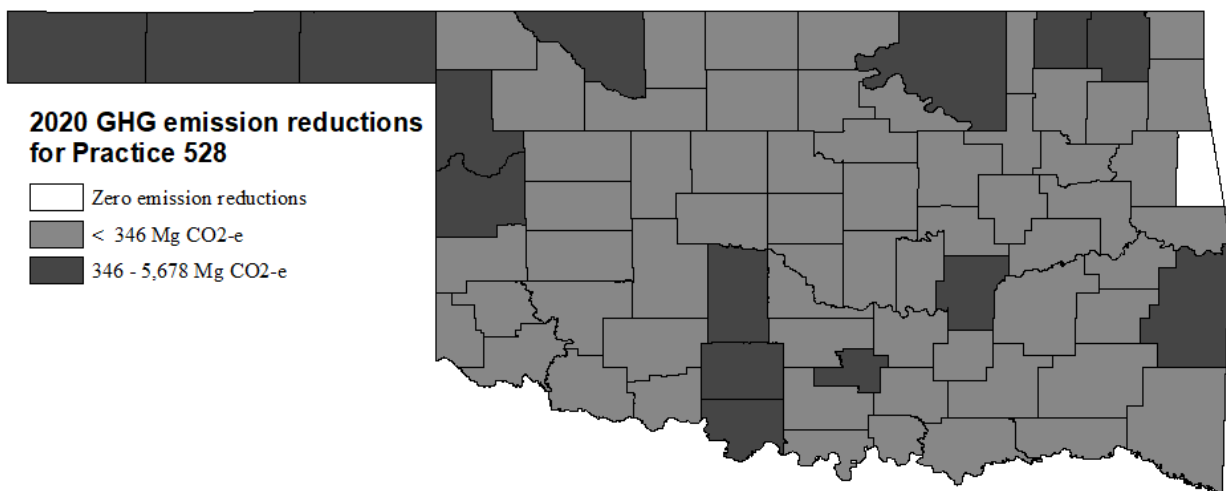 2020 GHG emission reductions
for Practice 528
Zero emission reductions
< 346 Mg CO2-e
346 - 5,678 Mg CO2-e